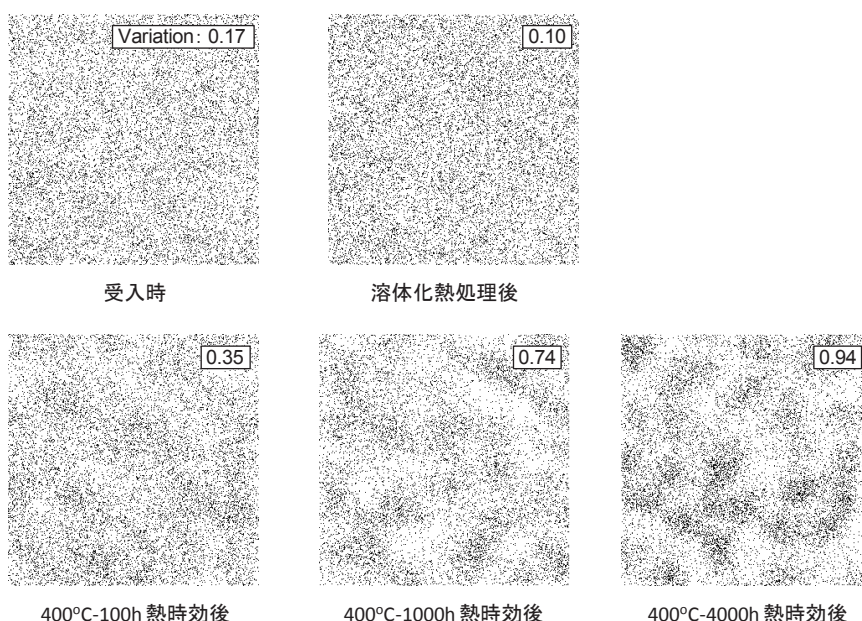 Variation: 0.17
0.10
受入時
溶体化熱処理後
0.35
0.74
0.94
400℃-100h 熱時効後
400℃-1000h 熱時効後
400℃-4000h 熱時効後